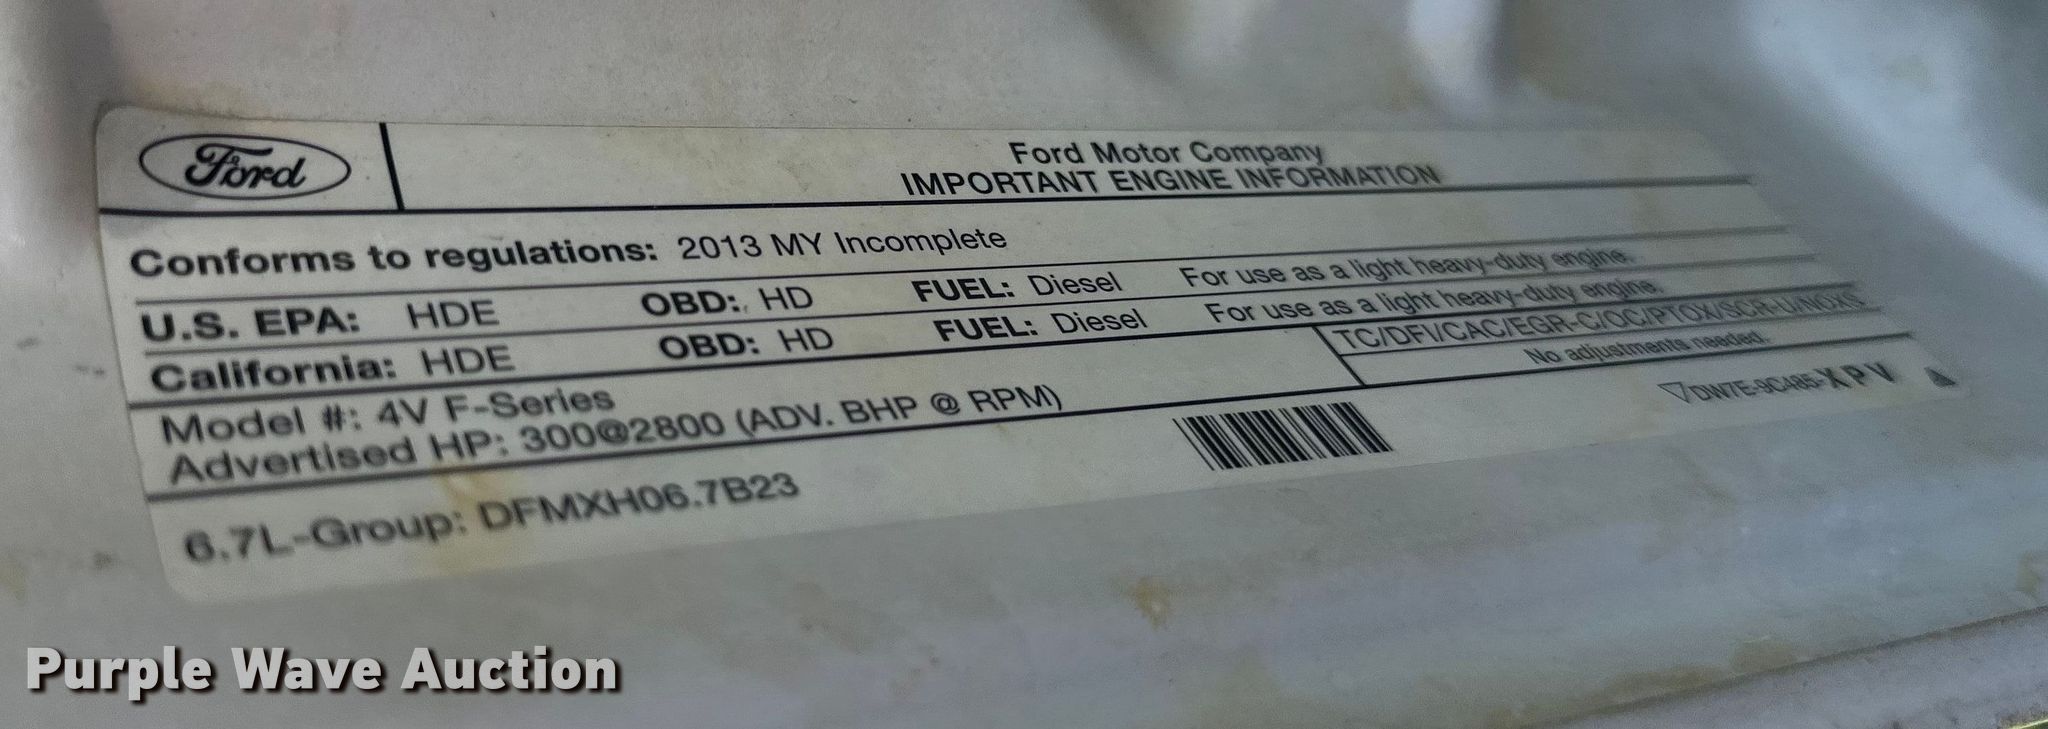 Ford
Ford Motor Company
IMPORTANT ENGINE INFORMATION
Conforms to regulations: 2013 MY Incomplete
U.S. EPA: HDE OBD: HD FUEL: Diesel For use as a light heavy-duty engine.
California: HDE OBD: HD FUEL: Diesel For use as a light heavy-duty engine.
Model #: 4V F-Series
Advertised HP: 300@2800 (ADV. BHP @ RPM)
TC/DFI/CAC/EGR-C/OC/PTOX/SCR-U/NOXS
No adjustments needed.
6.7L-Group: DFMXH06.7B23
DW7E-9C485-XPV
Purple Wave Auction